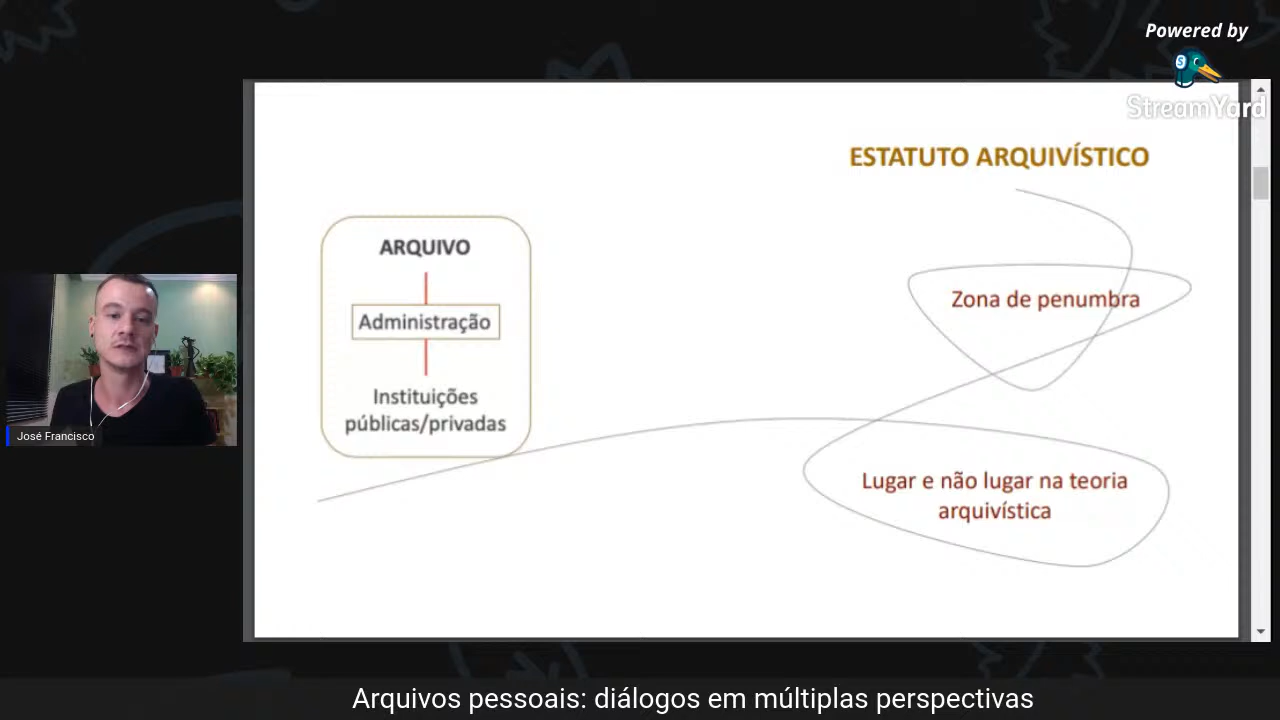 Powered by
StreamYard
ESTATUTO ARQUIVÍSTICO
ARQUIVO
Administração
Instituições
públicas/privadas
Zona de penumbra
Lugar e não lugar na teoria
arquivística
José Francisco
Arquivos pessoais: diálogos em múltiplas perspectivas